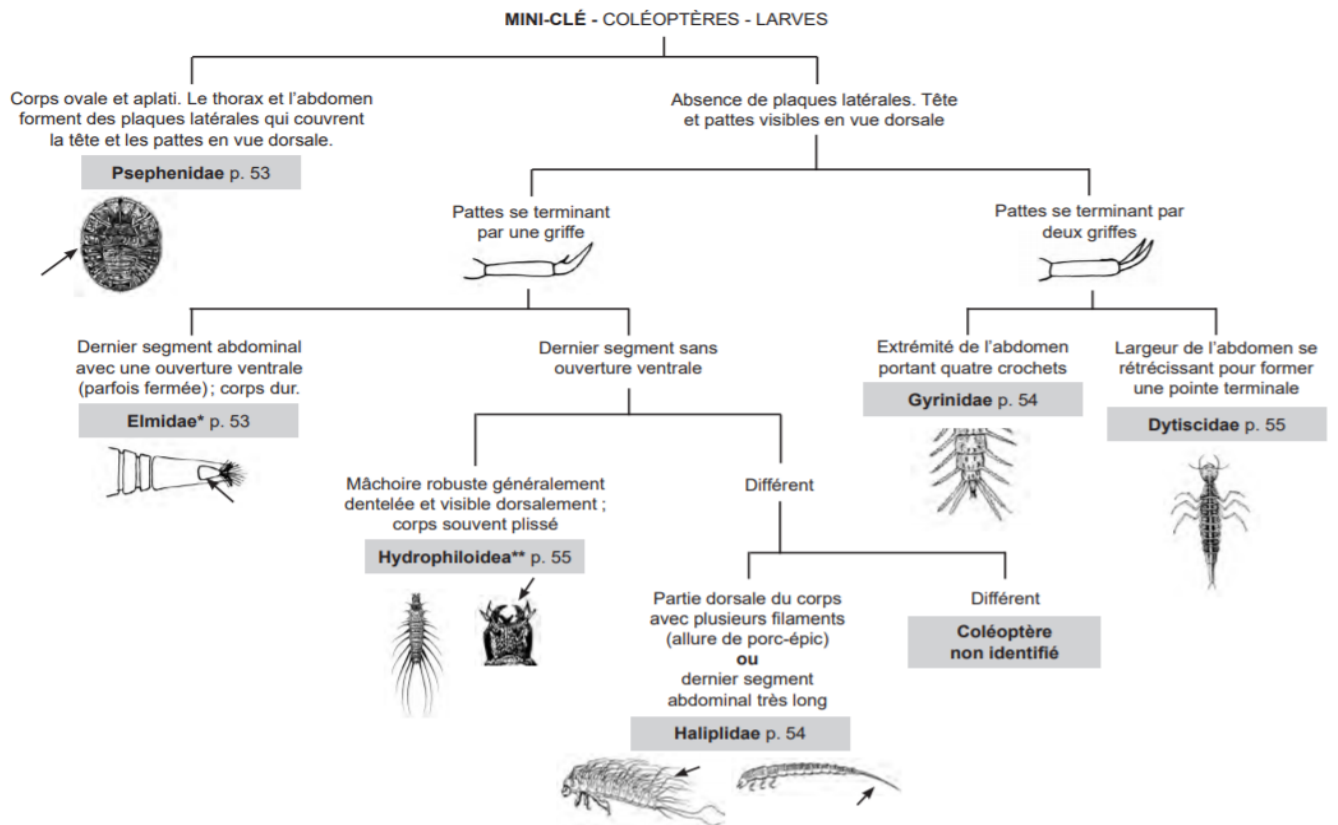 MINI-CLÉ - COLÉOPTÈRES - LARVES
Corps ovale et aplati. Le thorax et l'abdomen
forment des plaques latérales qui couvrent
la tête et les pattes en vue dorsale.
Psephenidae p. 53
Absence de plaques latérales. Tête
et pattes visibles en vue dorsale
Pattes se terminant
par une griffe
Pattes se terminant par
deux griffes
Dernier segment abdominal
avec une ouverture ventrale
(parfois fermée) ; corps dur.
Elmidae* p. 53
Dernier segment sans
ouverture ventrale
Extrémité de l'abdomen
portant quatre crochets
Gyrinidae p. 54
Largeur de l'abdomen se
rétrécissant pour former
une pointe terminale
Dytiscidae p. 55
Mâchoire robuste généralement
dentelée et visible dorsalement ;
corps souvent plissé
Hydrophiloidea** p. 55
Différent
Partie dorsale du corps
avec plusieurs filaments
(allure de porc-épic)
ou
dernier segment
abdominal très long
Haliplidae p. 54
Différent
Coléoptère
non identifié